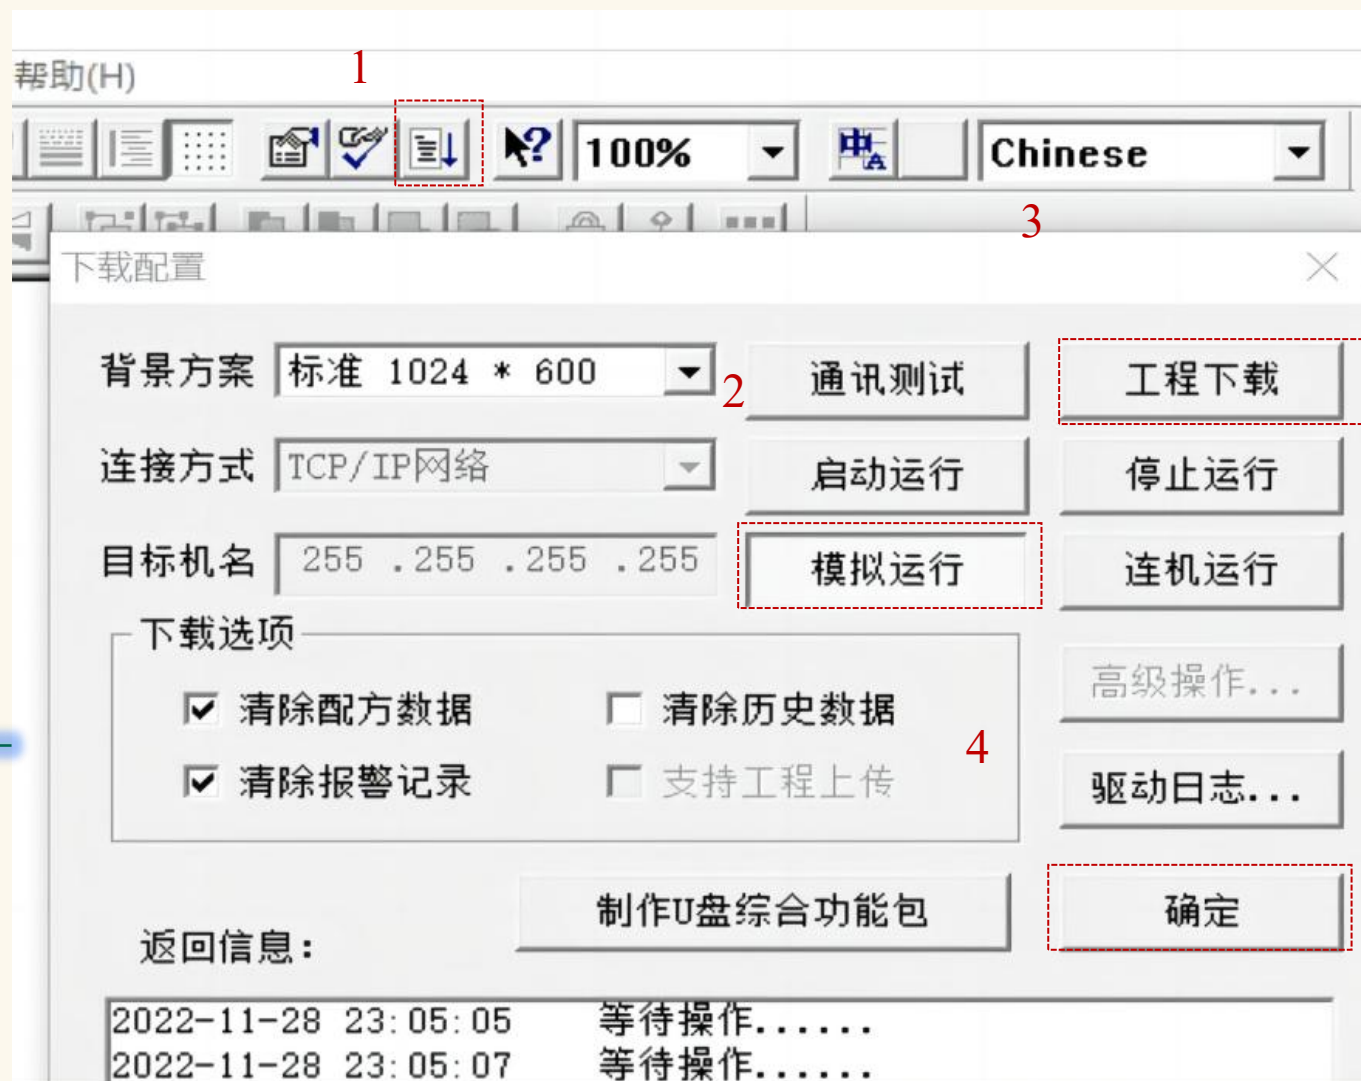 1
帮助(H)
100%
中A
Chinese
3
下载配置
背景方案 标准 1024 * 600 2 通讯测试 工程下载
连接方式 TCP/IP网络 启动运行 停止运行
目标机名 255 .255 .255 .255 模拟运行 连机运行
下载选项
高级操作...
清除配方数据 清除历史数据
4
清除报警记录 支持工程上传 驱动日志...
制作U盘综合功能包 确定
返回信息:
2022-11-28 23:05:05 等待操作......
2022-11-28 23:05:07 等待操作......